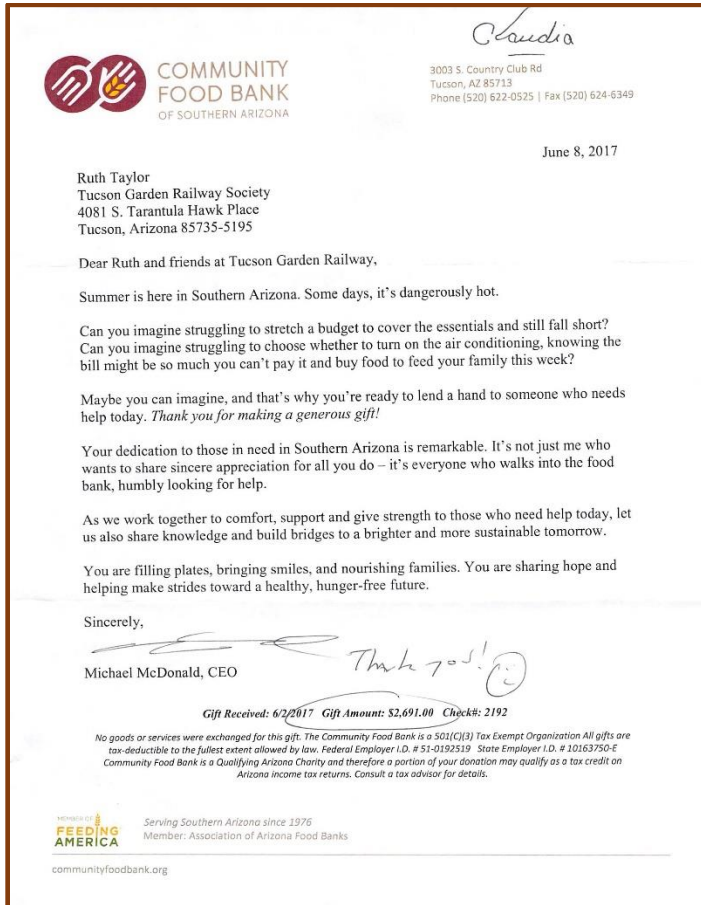 Claudia
COMMUNITY
FOOD BANK
OF SOUTHERN ARIZONA
3003 S. Country Club Rd
Tucson, AZ 85713
Phone (520) 622-0525 | Fax (520) 624-6349
June 8, 2017
Ruth Taylor
Tucson Garden Railway Society
4081 S. Tarantula Hawk Place
Tucson, Arizona 85735-5195
Dear Ruth and friends at Tucson Garden Railway,
Summer is here in Southern Arizona. Some days, it's dangerously hot.
Can you imagine struggling to stretch a budget to cover the essentials and still fall short?
Can you imagine struggling to choose whether to turn on the air conditioning, knowing the
bill might be so much you can't pay it and buy food to feed your family this week?
Maybe you can imagine, and that's why you're ready to lend a hand to someone who needs
help today. Thank you for making a generous gift!
Your dedication to those in need in Southern Arizona is remarkable. It's not just me who
wants to share sincere appreciation for all you do – it's everyone who walks into the food
bank, humbly looking for help.
As we work together to comfort, support and give strength to those who need help today, let
us also share knowledge and build bridges to a brighter and more sustainable tomorrow.
You are filling plates, bringing smiles, and nourishing families. You are sharing hope and
helping make strides toward a healthy, hunger-free future.
Sincerely,
Thank you!
Michael McDonald, CEO
Gift Received: 6/2/2017 Gift Amount: $2,691.00 Check#: 2192
No goods or services were exchanged for this gift. The Community Food Bank is a 501(C)(3) Tax Exempt Organization All gifts are
tax-deductible to the fullest extent allowed by law. Federal Employer I.D. # 51-0192519 State Employer I.D. # 10163750-E
Community Food Bank is a Qualifying Arizona Charity and therefore a portion of your donation may qualify as a tax credit on
Arizona income tax returns. Consult a tax advisor for details.
MEMBER OF
FEEDING
AMERICA
Serving Southern Arizona since 1976
Member: Association of Arizona Food Banks
communityfoodbank.org